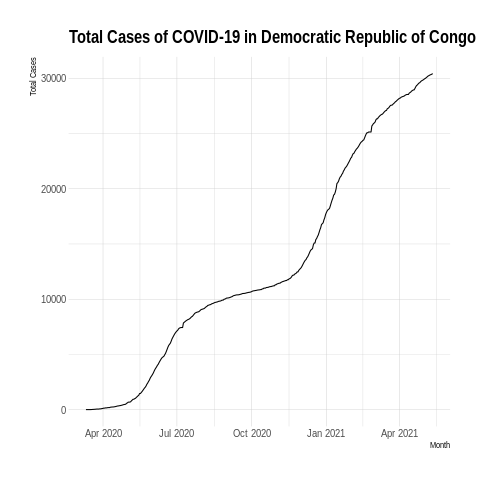 Total Cases of COVID-19 in Democratic Republic of Congo
Total Cases
30000
20000
10000
0
Apr 2020 Jul 2020 Oct 2020 Jan 2021 Apr 2021
Month